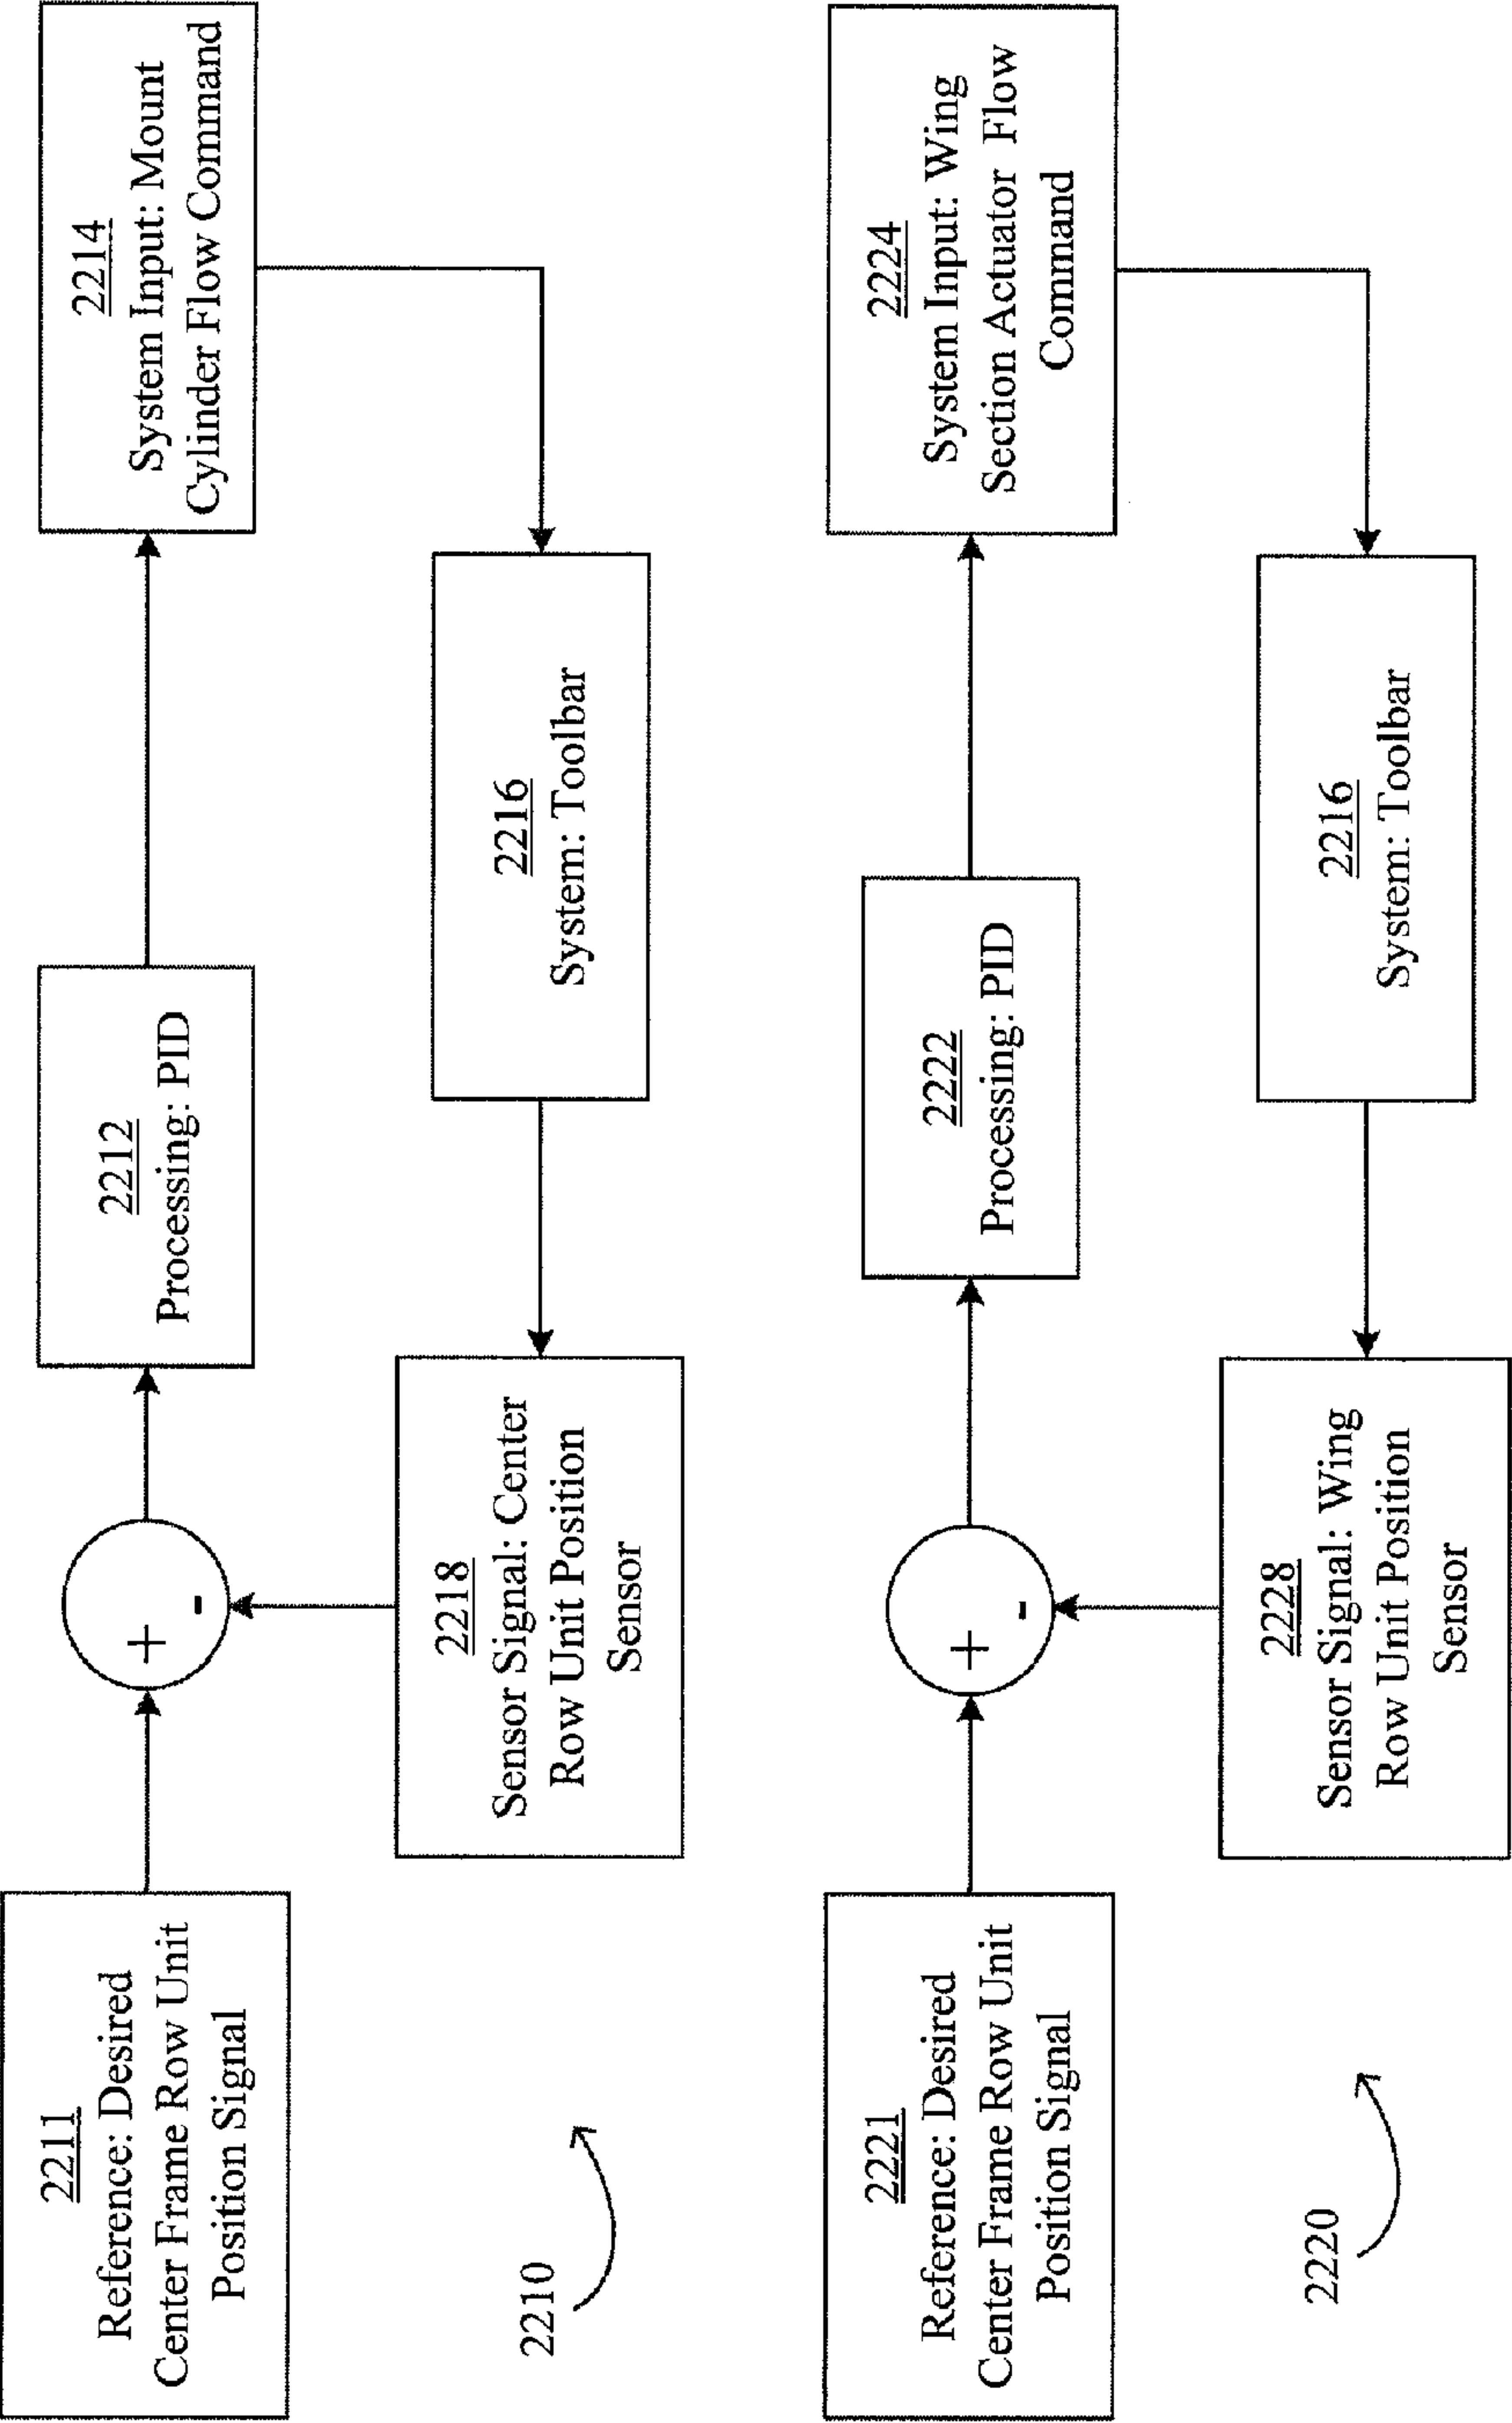 2211
Reference: Desired
Center Frame Row Unit
Position Signal
+
-
2212
Processing: PID
2214
System Input: Mount
Cylinder Flow Command
2218
Sensor Signal: Center
Row Unit Position
Sensor
2216
System: Toolbar
2210
2221
Reference: Desired
Center Frame Row Unit
Position Signal
+
-
2222
Processing: PID
2224
System Input: Wing
Section Actuator Flow
Command
2228
Sensor Signal: Wing
Row Unit Position
Sensor
2216
System: Toolbar
2220